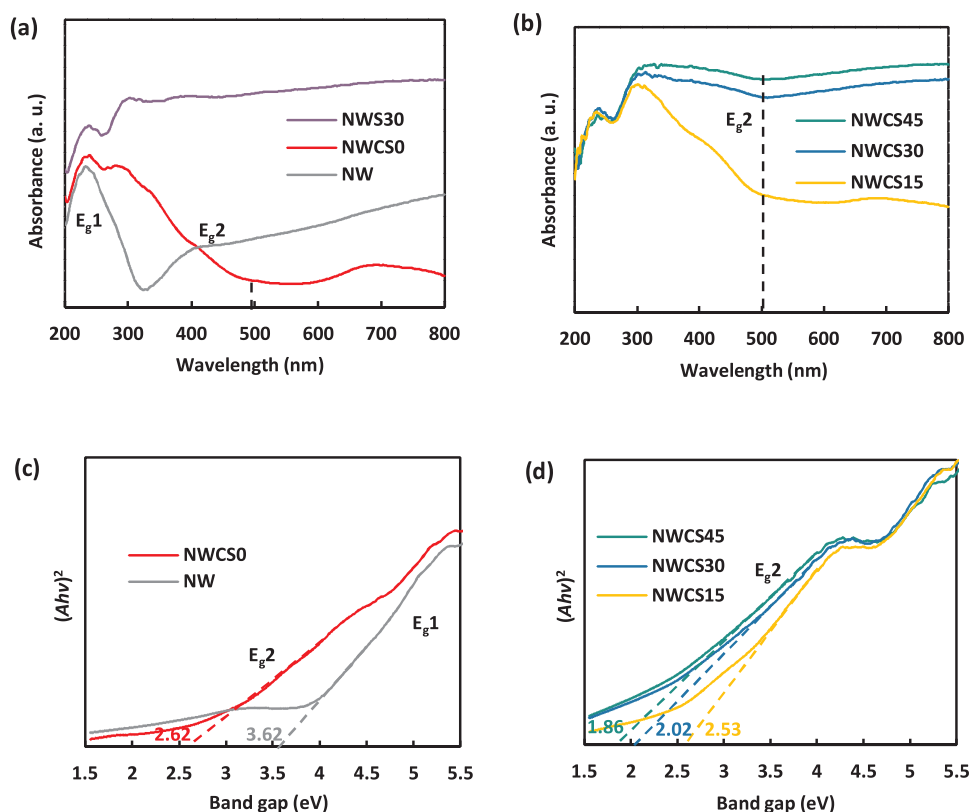 (a)
Absorbance (a. u.)
NWS30
NWCS0
NW
Eg1
Eg2
200 300 400 500 600 700 800
Wavelength (nm)
(b)
Absorbance (a. u.)
Eg2
NWCS45
NWCS30
NWCS15
200 300 400 500 600 700 800
Wavelength (nm)
(c)
(Ahν)²
NWCS0
NW
Eg2
Eg1
2.62 3.62
1.5 2 2.5 3 3.5 4 4.5 5 5.5
Band gap (eV)
(d)
(Ahν)²
NWCS45
NWCS30
NWCS15
Eg2
1.86 2.02 2.53
1.5 2 2.5 3 3.5 4 4.5 5 5.5
Band gap (eV)